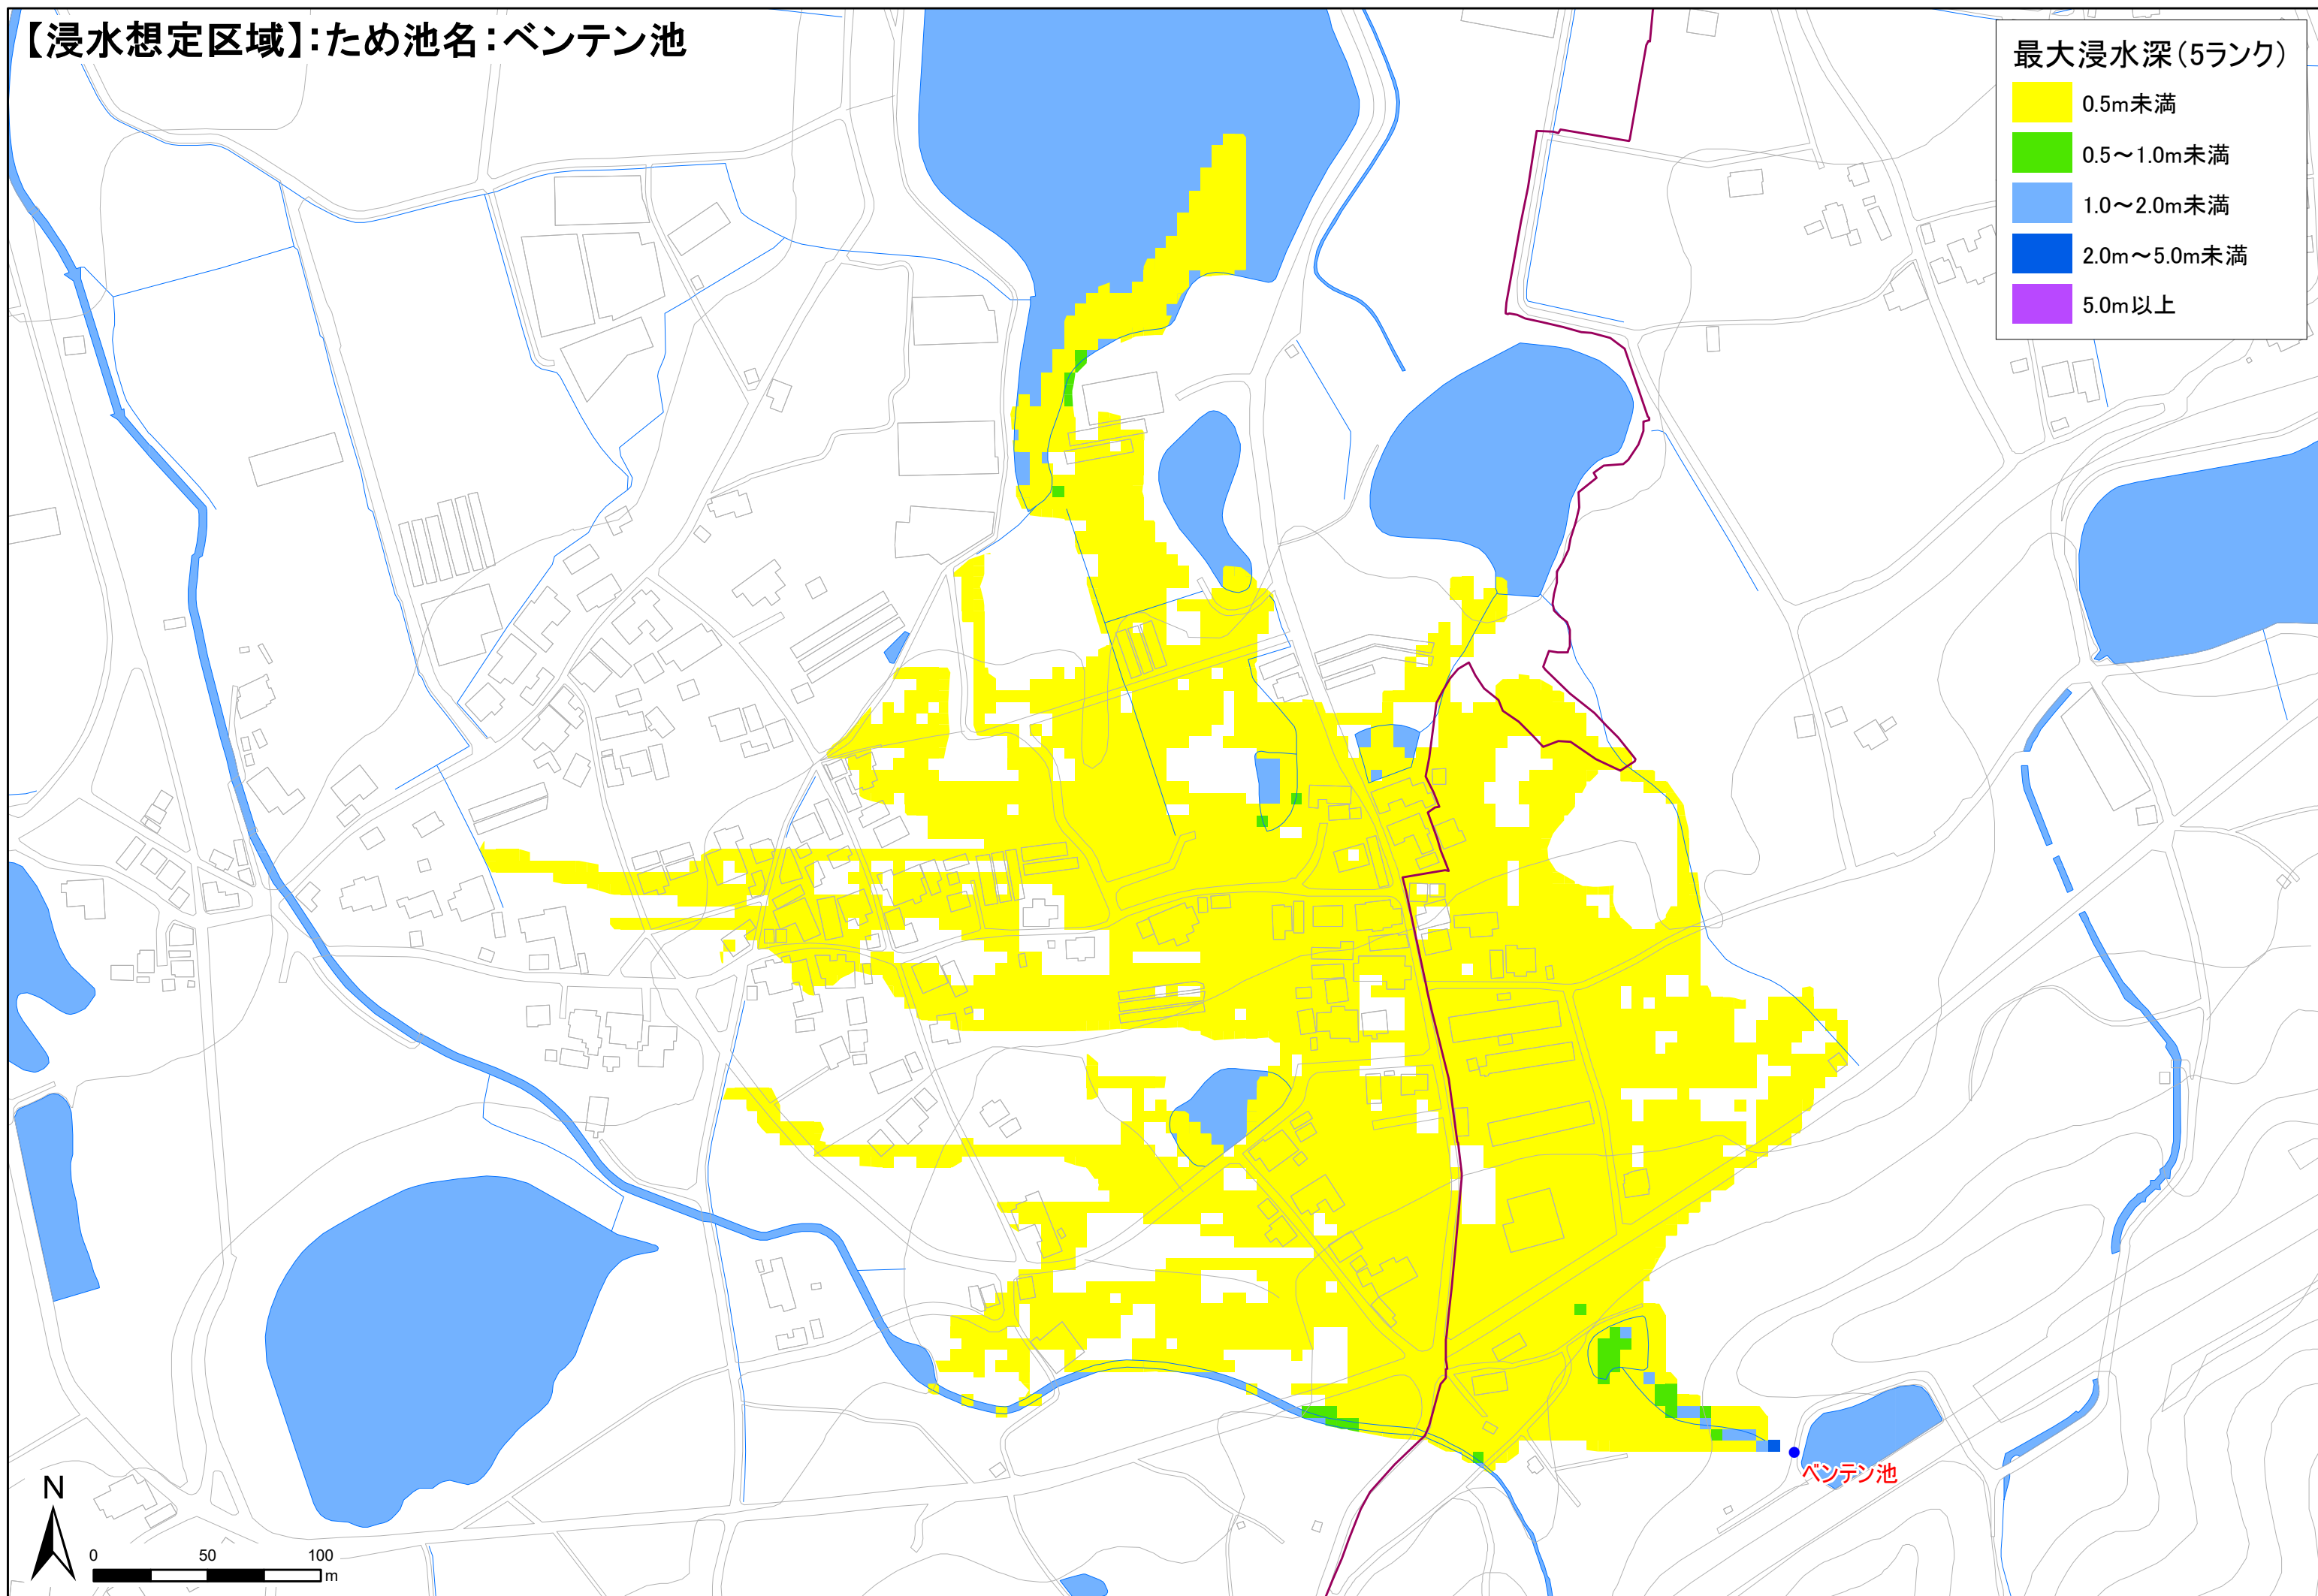 【浸水想定区域】:ため池名:ベンテン池
最大浸水深(5ランク)
0.5m未満
0.5~1.0m未満
1.0~2.0m未満
2.0m~5.0m未満
5.0m以上
ベンテン池
N
0 50 100
m